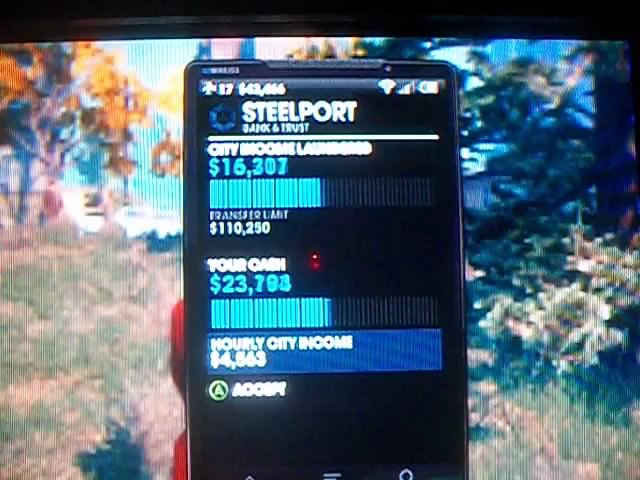 17 $43,466
STEELPORT
BANK & TRUST
CITY INCOME LAUNDERED
$16,307
TRANSFER LIMIT
$110,250
YOUR CASH
$23,798
HOURLY CITY INCOME
$4,563
A ACCEPT